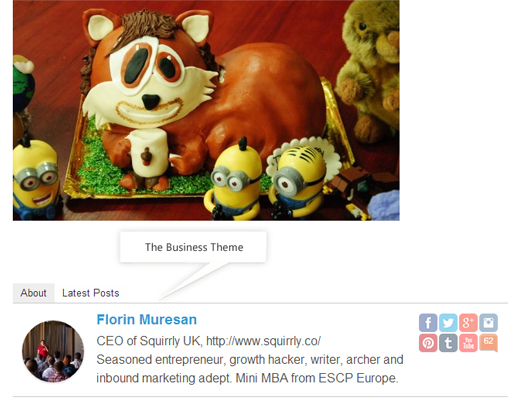 The Business Theme
About Latest Posts
Florin Muresan
CEO of Squirrly UK, http://www.squirrly.co/
Seasoned entrepreneur, growth hacker, writer, archer and
inbound marketing adept. Mini MBA from ESCP Europe.
You Tube 62